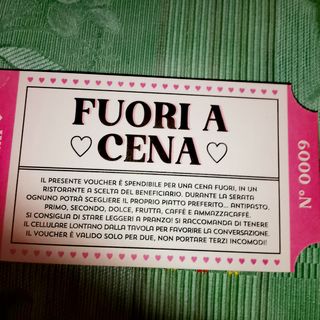 FUORI A
CENA
IL PRESENTE VOUCHER È SPENDIBILE PER UNA CENA FUORI, IN UN
RISTORANTE A SCELTA DEL BENEFICIARIO. DURANTE LA SERATA
OGNUNO POTRÀ SCEGLIERE IL PROPRIO PIATTO PREFERITO... ANTIPASTO,
PRIMO, SECONDO, DOLCE, FRUTTA, CAFFÈ E AMMAZZACAFFÈ.
SI CONSIGLIA DI STARE LEGGERI A PRANZO! SI RACCOMANDA DI TENERE
IL CELLULARE LONTANO DALLA TAVOLA PER FAVORIRE LA CONVERSAZIONE.
IL VOUCHER È VALIDO SOLO PER DUE, NON PORTARE TERZI INCOMODI!
N° 00009